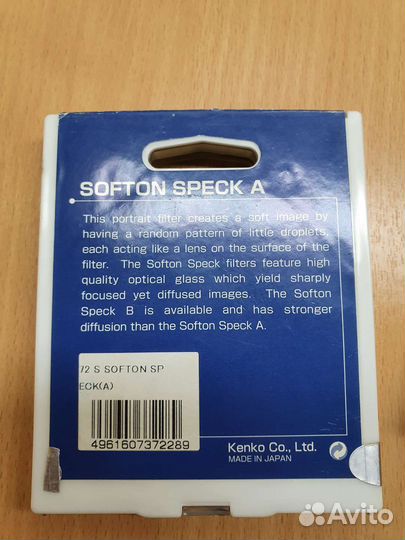 SOFTON SPECK A
This portrait filter creates a soft image by
having a random pattern of little droplets,
each acting like a lens on the surface of the
filter. The Softon Speck filters feature high
quality optical glass which yield sharply
focused yet diffused images. The Softon
Speck B is available and has stronger
diffusion than the Softon Speck A.
72 S SOFTON SP
ECK(A)
4961607372289
Kenko Co., Ltd.
MADE IN JAPAN
Avito